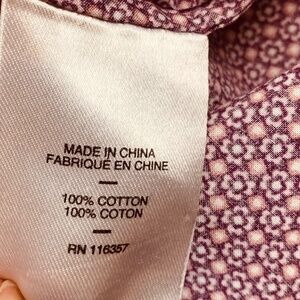 MADE IN CHINA
FABRIQUÉ EN CHINE
100% COTTON
100% COTON
RN 116357